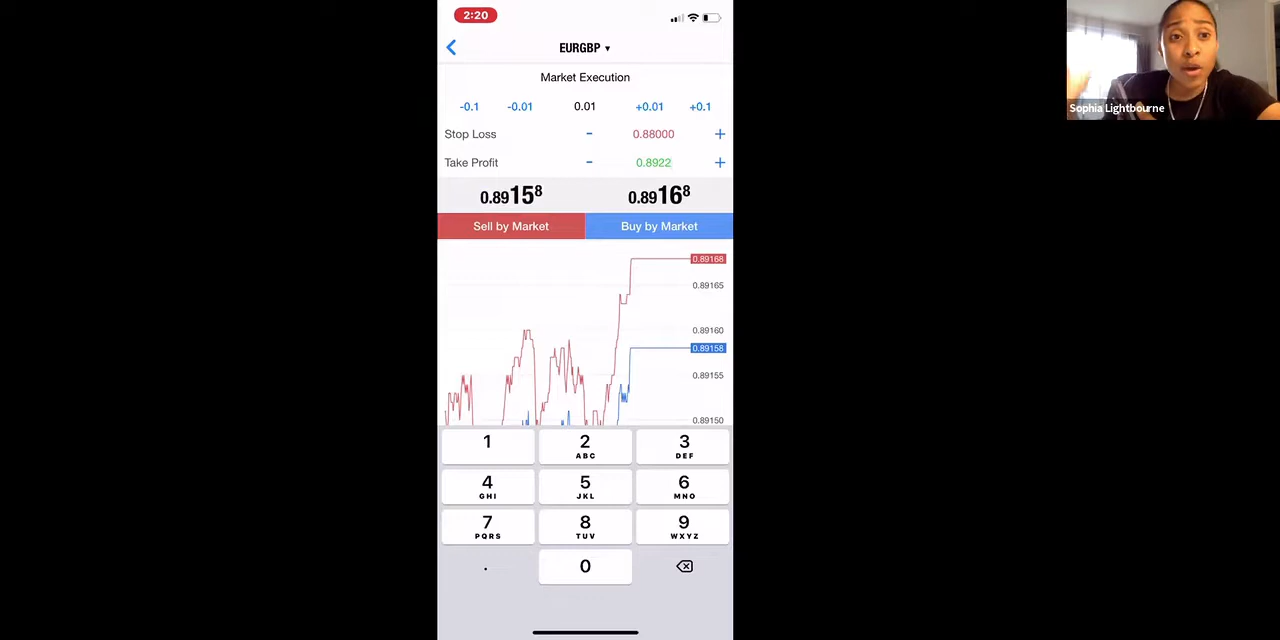 2:20
EURGBP ▼
Market Execution
-0.1 -0.01 0.01 +0.01 +0.1
Stop Loss - 0.88000 +
Take Profit - 0.8922 +
0.89158 0.89168
Sell by Market Buy by Market
0.89168
0.89165
0.89160
0.89158
0.89155
0.89150
1 2 ABC 3 DEF
4 GHI 5 JKL 6 MNO
7 PQRS 8 TUV 9 WXYZ
. 0
Sophia Lightbourne